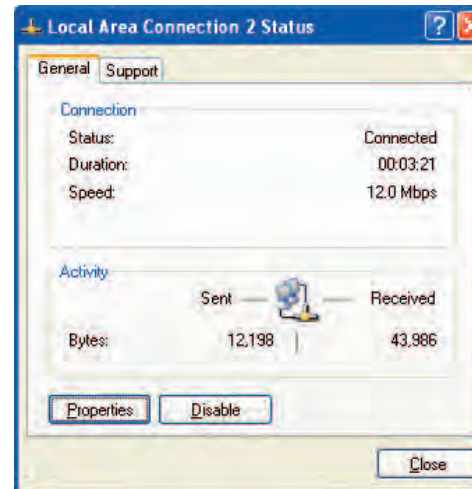 Local Area Connection 2 Status
General Support
Connection
Status: Connected
Duration: 00:03:21
Speed: 12.0 Mbps
Activity
Sent Received
Bytes: 12,198 43,986
Properties Disable
Close